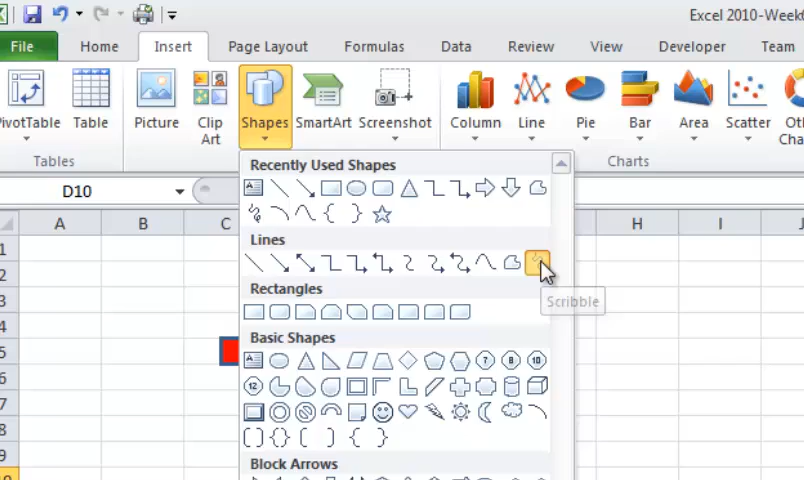 Excel 2010-Week
File Home Insert Page Layout Formulas Data Review View Developer Team
PivotTable Table Picture Clip Art Shapes SmartArt Screenshot Column Line Pie Bar Area Scatter
Tables Charts
Recently Used Shapes
D10
A B C H I J
Lines
Scribble
Rectangles
Basic Shapes
Block Arrows
1
2
3
4
5
6
7
8
9